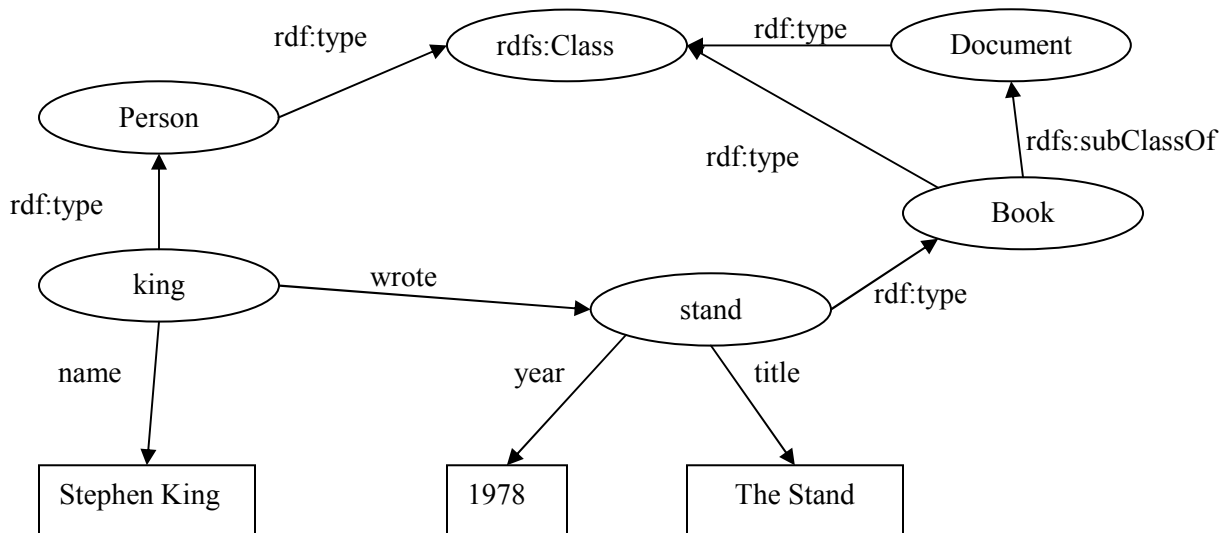 rdf:type
rdfs:Class
rdf:type
Document
Person
rdfs:subClassOf
rdf:type
rdf:type
Book
king
wrote
stand
rdf:type
name
year
title
Stephen King
1978
The Stand